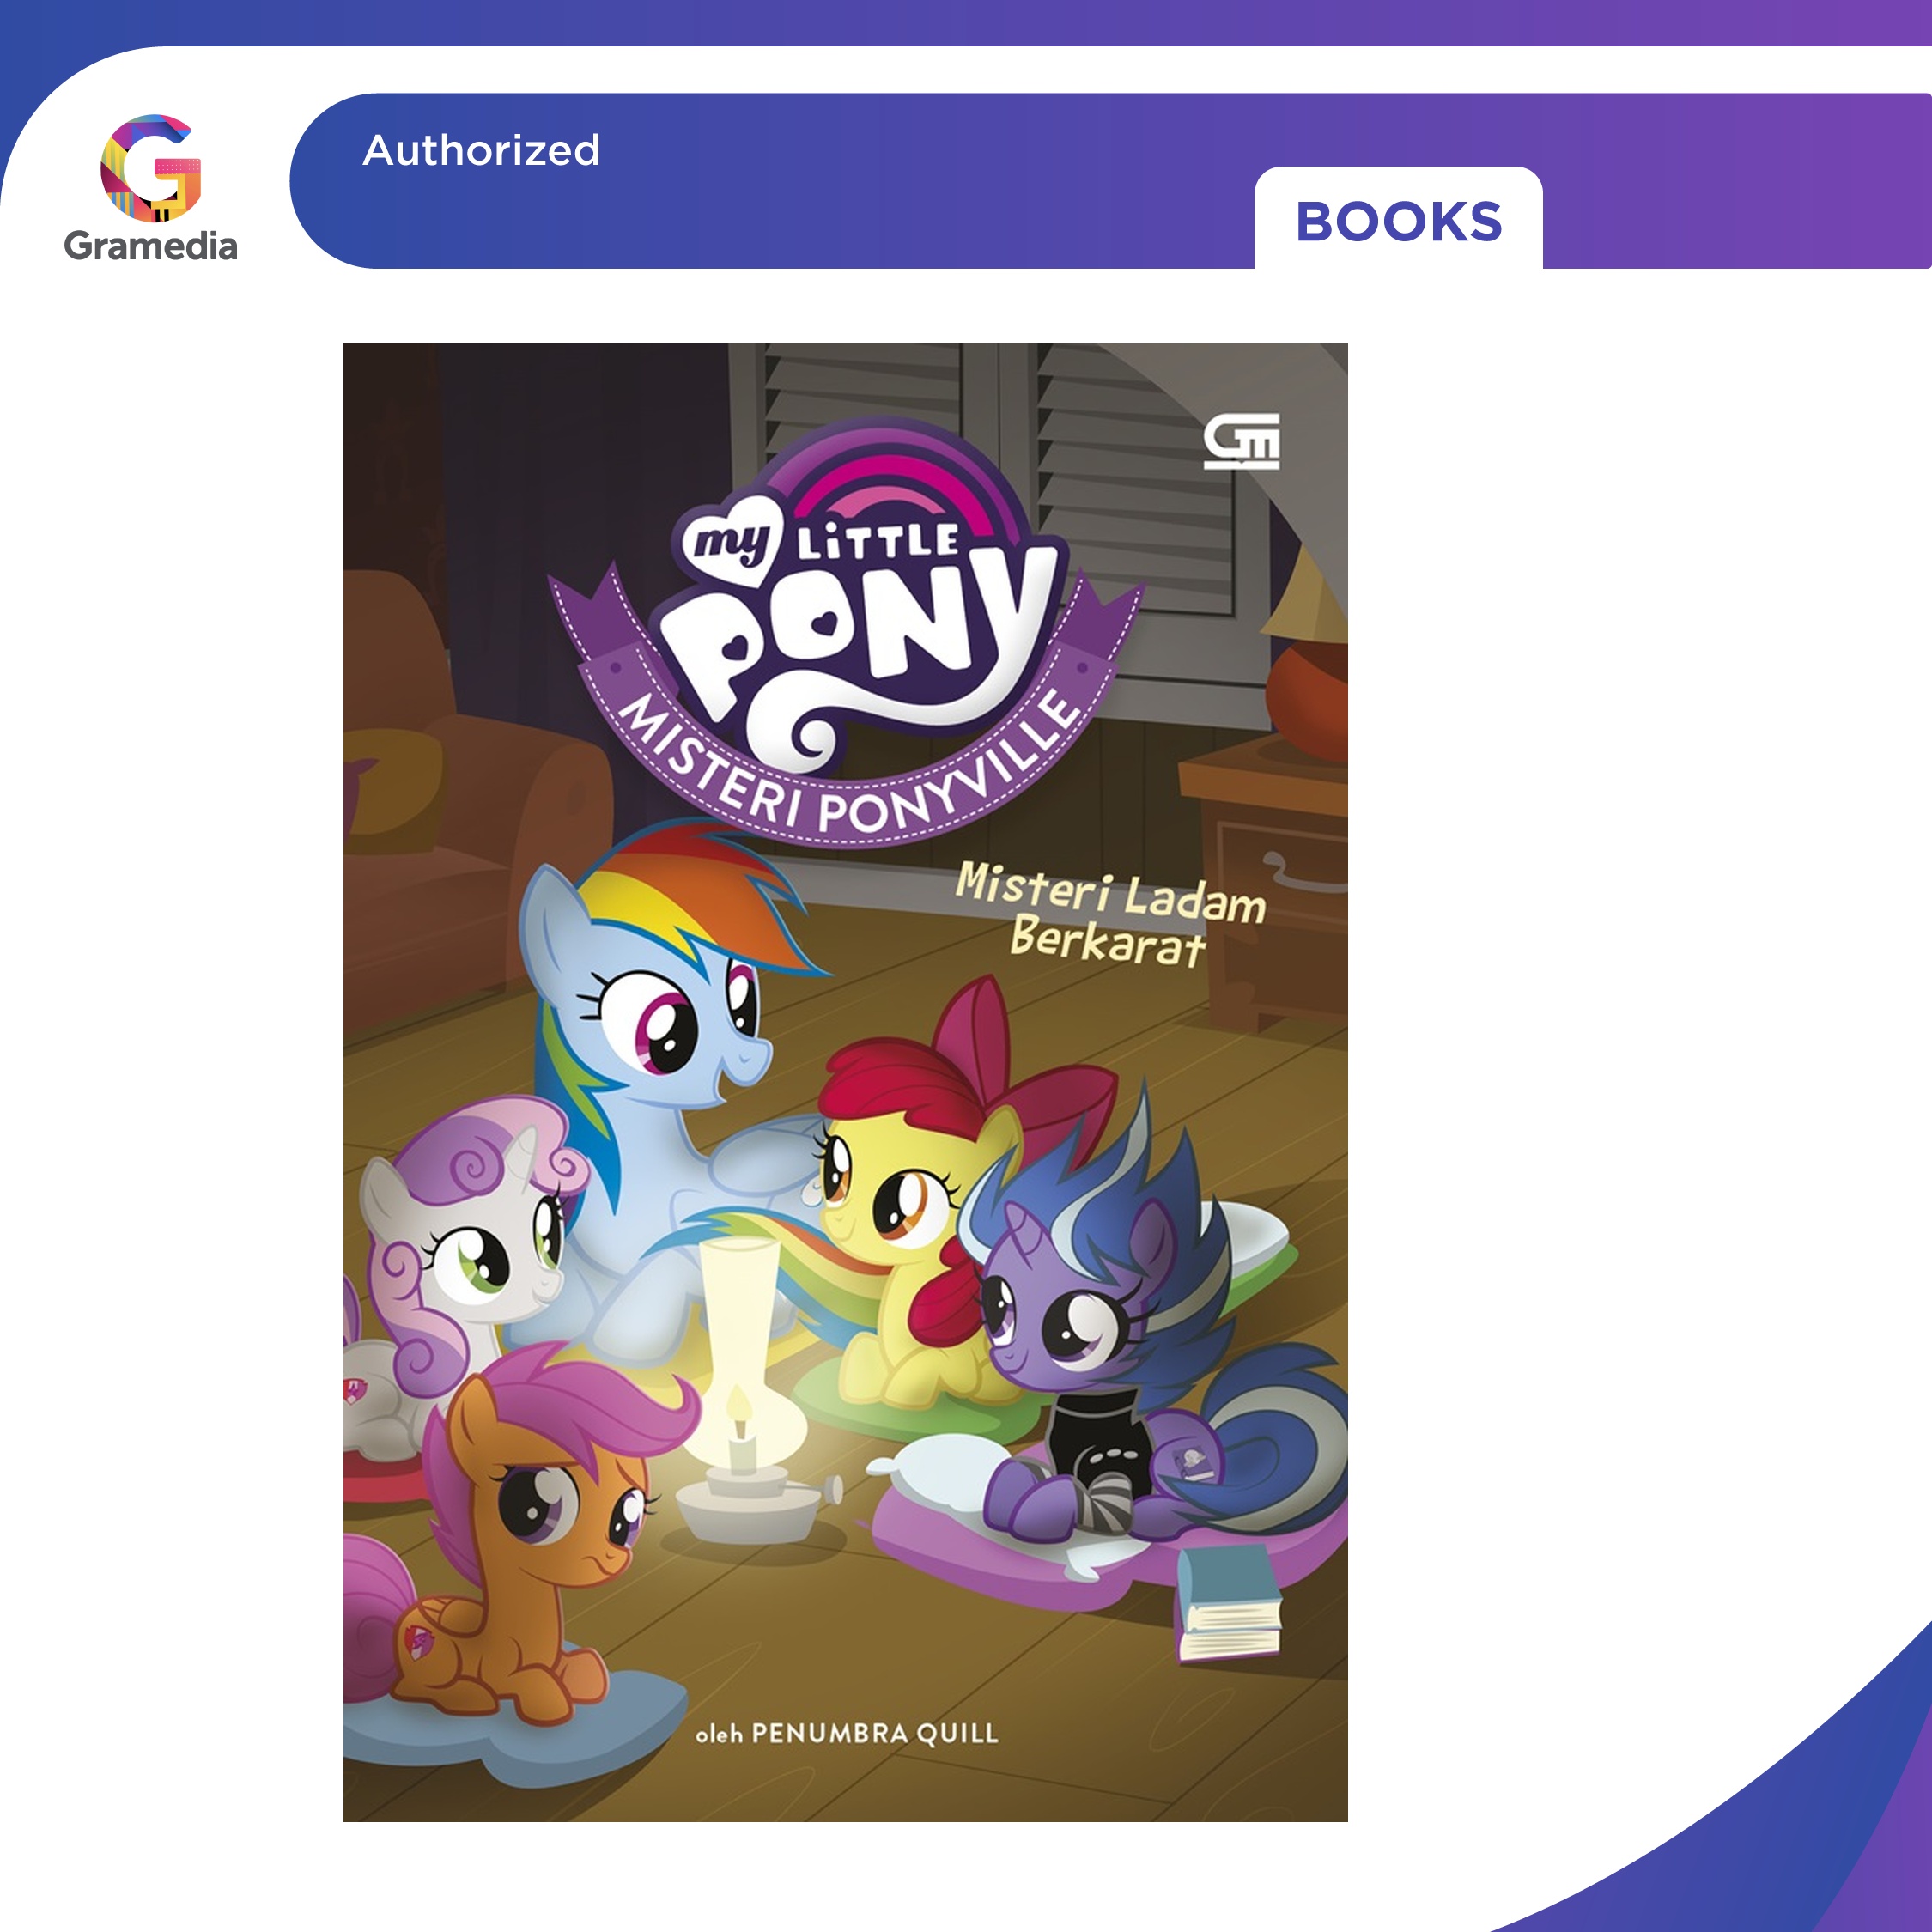 Authorized
Gramedia
BOOKS
GM
my LiTTLE
PONY
MISTERI PONYVILLE
Misteri Ladam
Berkarat
oleh PENUMBRA QUILL